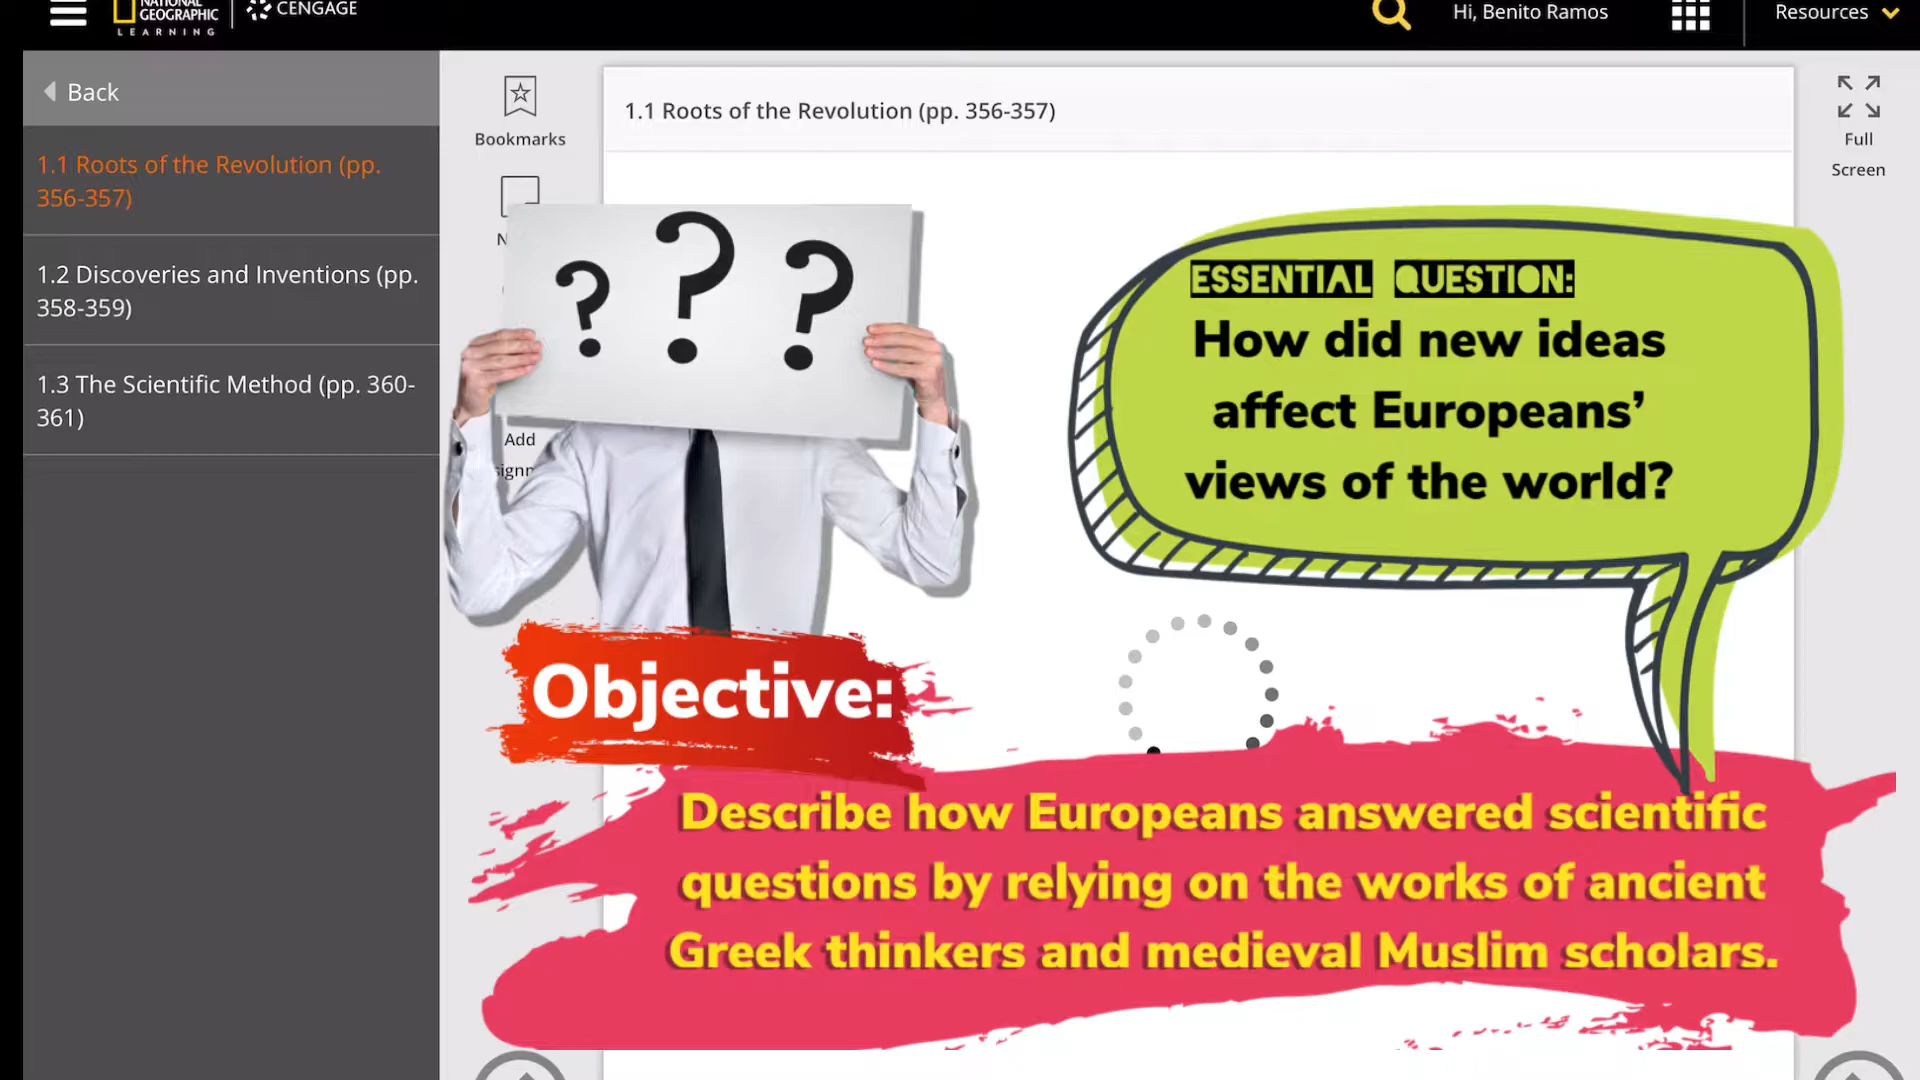 NATIONAL
GEOGRAPHIC
LEARNING
CENGAGE
Hi, Benito Ramos
Resources
Back
1.1 Roots of the Revolution (pp.
356-357)
1.2 Discoveries and Inventions (pp.
358-359)
1.3 The Scientific Method (pp. 360-
361)
Bookmarks
Add
1.1 Roots of the Revolution (pp. 356-357)
Full
Screen
? ? ?
ESSENTIAL QUESTION:
How did new ideas
affect Europeans’
views of the world?
Objective:
Describe how Europeans answered scientific
questions by relying on the works of ancient
Greek thinkers and medieval Muslim scholars.